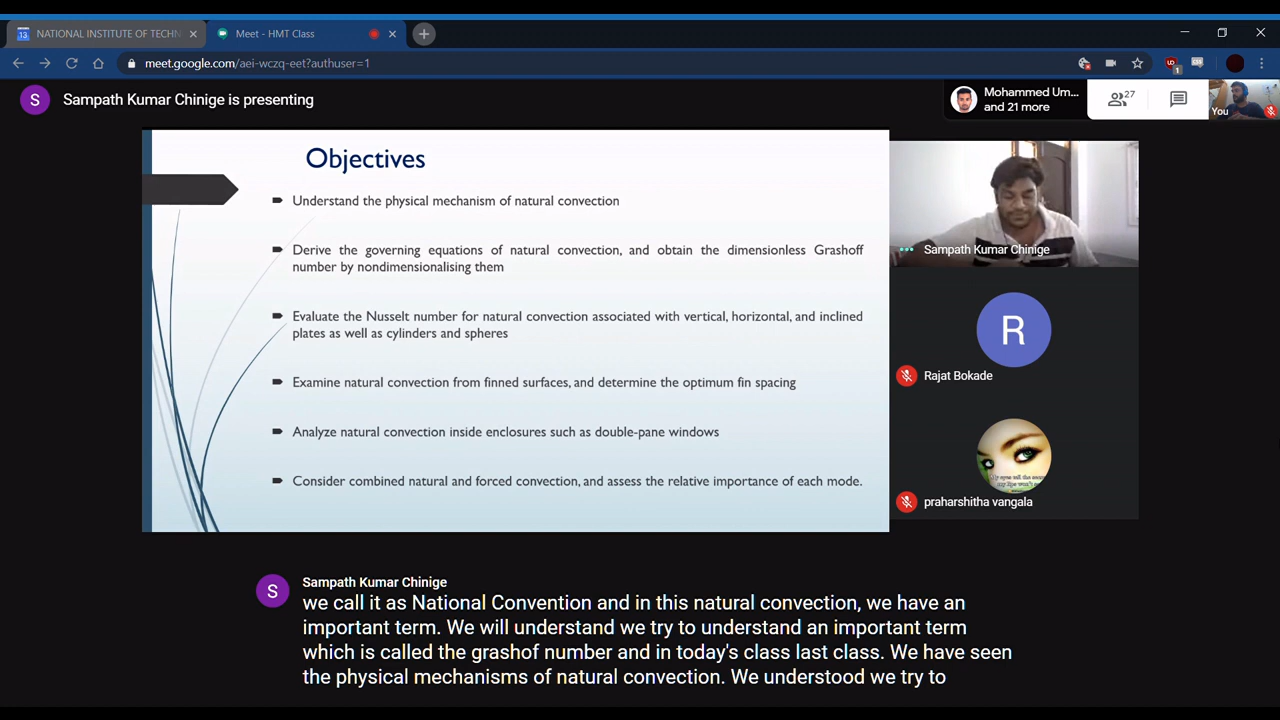 13 NATIONAL INSTITUTE OF TECHN
Meet - HMT Class
meet.google.com/aei-wczq-eet?authuser=1
S Sampath Kumar Chinige is presenting
Mohammed Um...
and 21 more
27
You
Objectives
Understand the physical mechanism of natural convection
Derive the governing equations of natural convection, and obtain the dimensionless Grashoff
number by nondimensionalising them
Evaluate the Nusselt number for natural convection associated with vertical, horizontal, and inclined
plates as well as cylinders and spheres
Examine natural convection from finned surfaces, and determine the optimum fin spacing
Analyze natural convection inside enclosures such as double-pane windows
Consider combined natural and forced convection, and assess the relative importance of each mode.
Sampath Kumar Chinige
R
Rajat Bokade
praharshitha vangala
S
Sampath Kumar Chinige
we call it as National Convention and in this natural convection, we have an
important term. We will understand we try to understand an important term
which is called the grashof number and in today's class last class. We have seen
the physical mechanisms of natural convection. We understood we try to